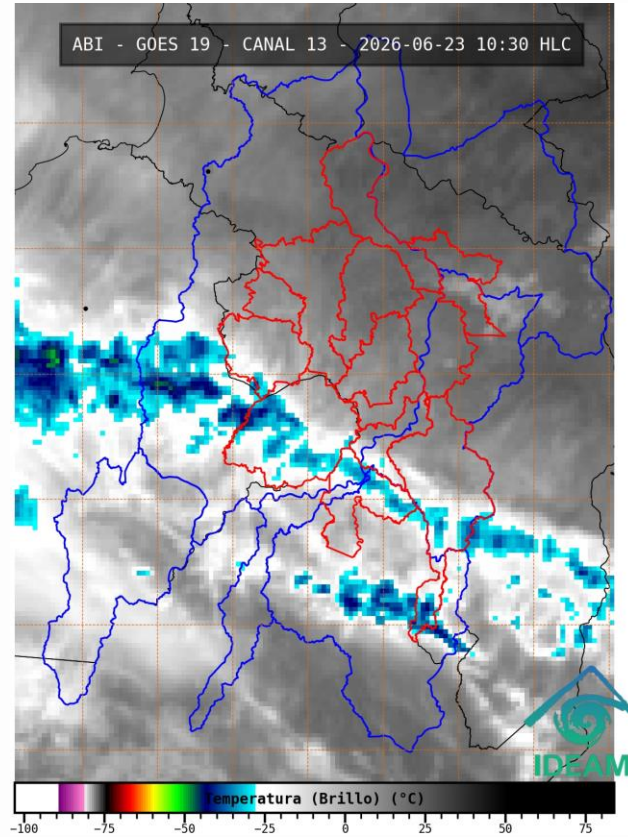 ABI - GOES 19 - CANAL 13 - 2026-06-23 10:30 HLC
IDEAM
Temperatura (Brillo) (°C)
−100 −75 −50 −25 0 25 50 75